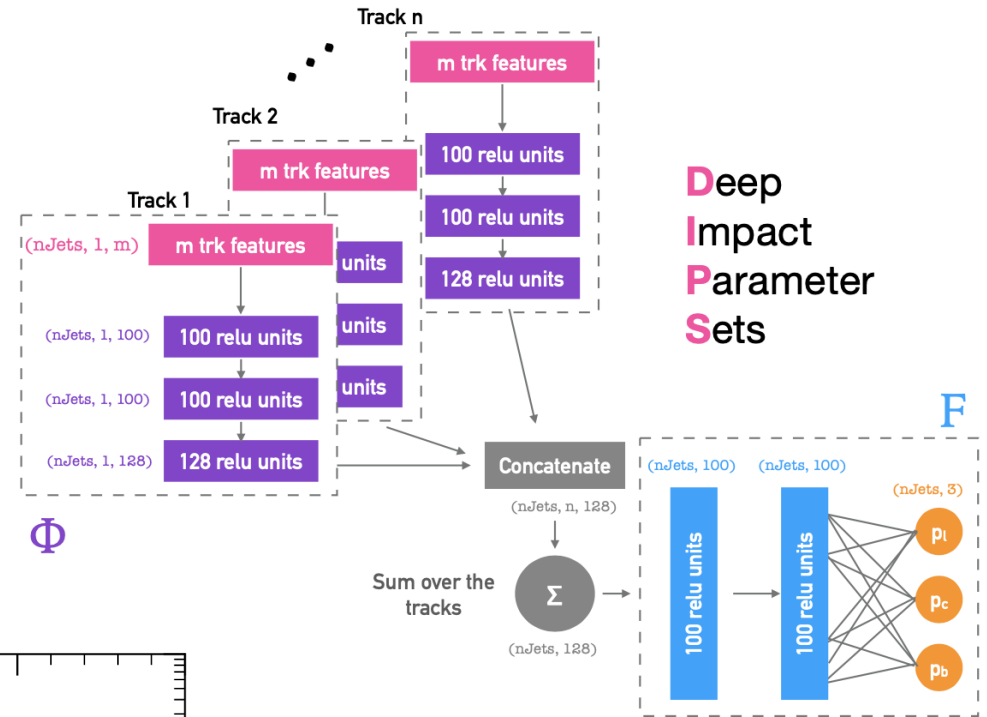 Track n
m trk features
100 relu units
100 relu units
128 relu units
Track 2
m trk features
units
units
units
Track 1
(nJets, 1, m)
m trk features
(nJets, 1, 100)
100 relu units
(nJets, 1, 100)
100 relu units
(nJets, 1, 128)
128 relu units
Φ
Deep
Impact
Parameter
Sets
Concatenate
(nJets, n, 128)
Sum over the
tracks
Σ
(nJets, 128)
F
(nJets, 100)
(nJets, 100)
(nJets, 3)
100 relu units
100 relu units
pl
pc
pb